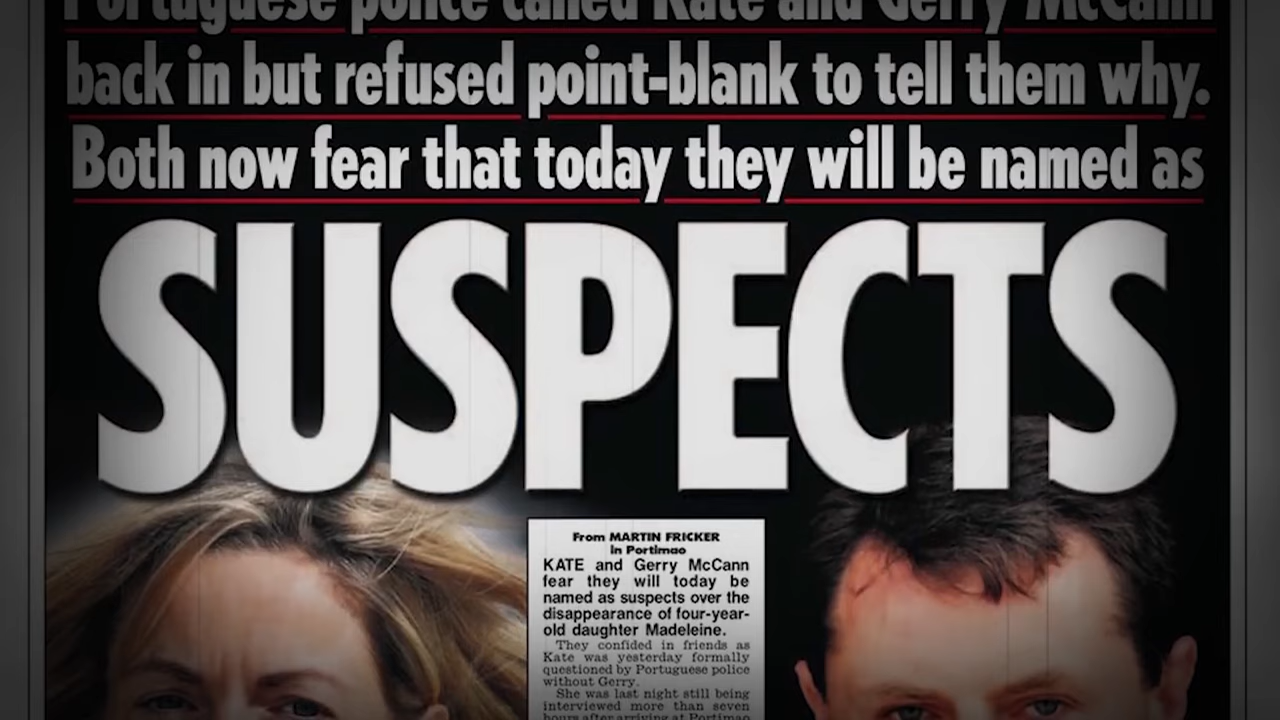 Portuguese police called Kate and Gerry McCann
back in but refused point-blank to tell them why.
Both now fear that today they will be named as
SUSPECTS
From MARTIN FRICKER
in Portimao
KATE and Gerry McCann
fear they will today be
named as suspects over the
disappearance of four-year-
old daughter Madeleine.
They confided in friends as
Kate was yesterday formally
questioned by Portuguese police
without Gerry.
She was last night still being
interviewed more than seven
hours after arriving at Portimao